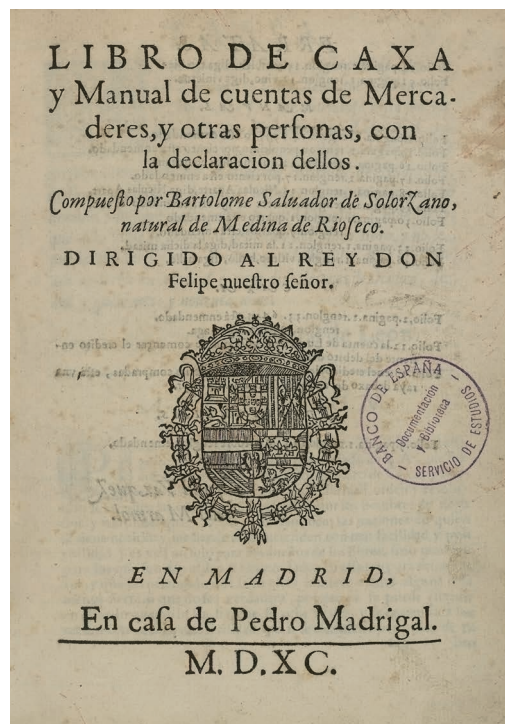 LIBRO DE CAXA
y Manual de cuentas de Merca-
deres, y otras perſonas, con
la declaracion dellos.
Compueſto por Bartolome Saluador de Solorzano,
natural de Medina de Rioſeco.
DIRIGIDO AL REY DON
Felipe nueſtro ſeñor.
BANCO DE ESPAÑA
Documentación
y Biblioteca
SERVICIO DE ESTUDIOS
EN MADRID,
En caſa de Pedro Madrigal.
M. D. XC.